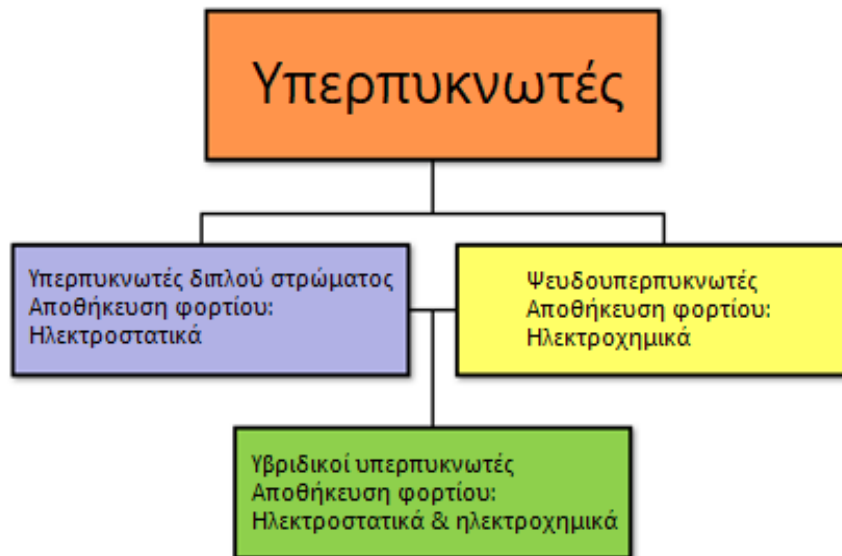 Υπερπυκνωτές
Υπερπυκνωτές διπλού στρώματος
Αποθήκευση φορτίου:
Ηλεκτροστατικά
Ψευδουπερπυκνωτές
Αποθήκευση φορτίου:
Ηλεκτροχημικά
Υβριδικοί υπερπυκνωτές
Αποθήκευση φορτίου:
Ηλεκτροστατικά & ηλεκτροχημικά